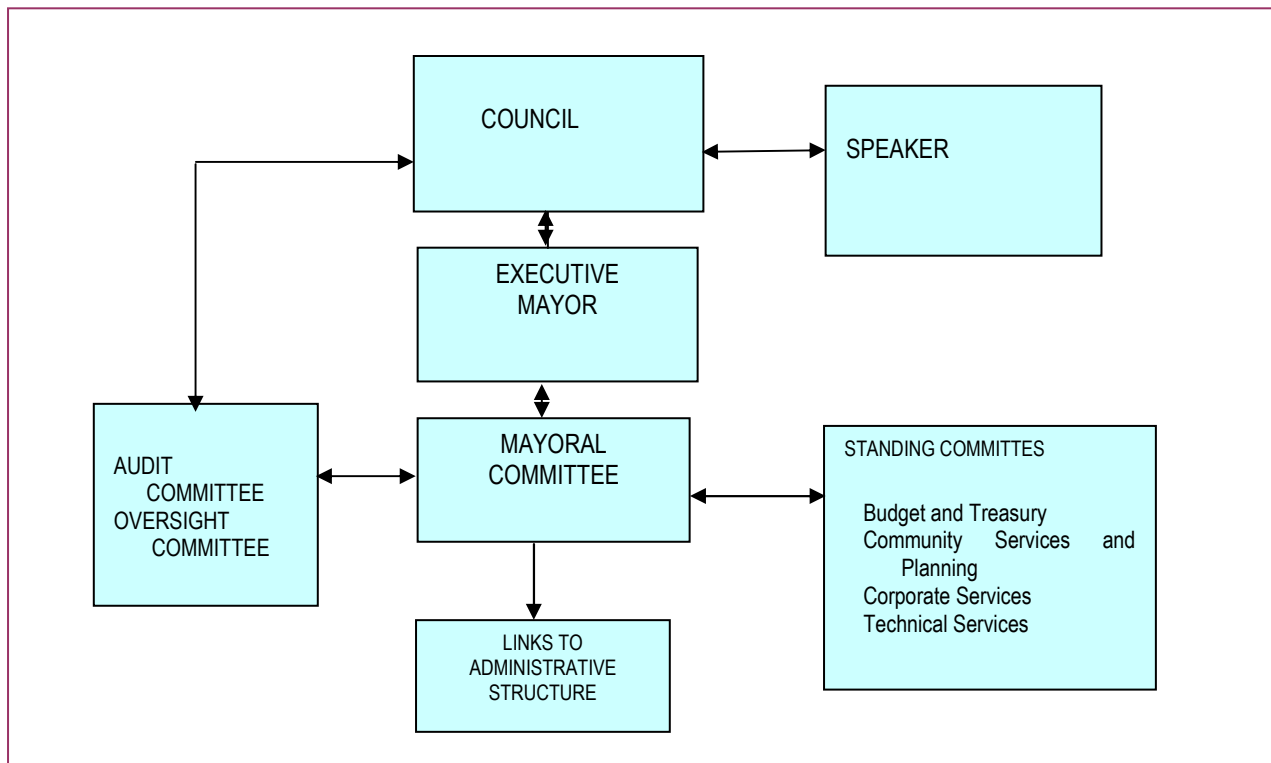 COUNCIL
SPEAKER
EXECUTIVE
MAYOR
AUDIT
COMMITTEE
OVERSIGHT
COMMITTEE
MAYORAL
COMMITTEE
STANDING COMMITTES
Budget and Treasury
Community Services and
Planning
Corporate Services
Technical Services
LINKS TO
ADMINISTRATIVE
STRUCTURE